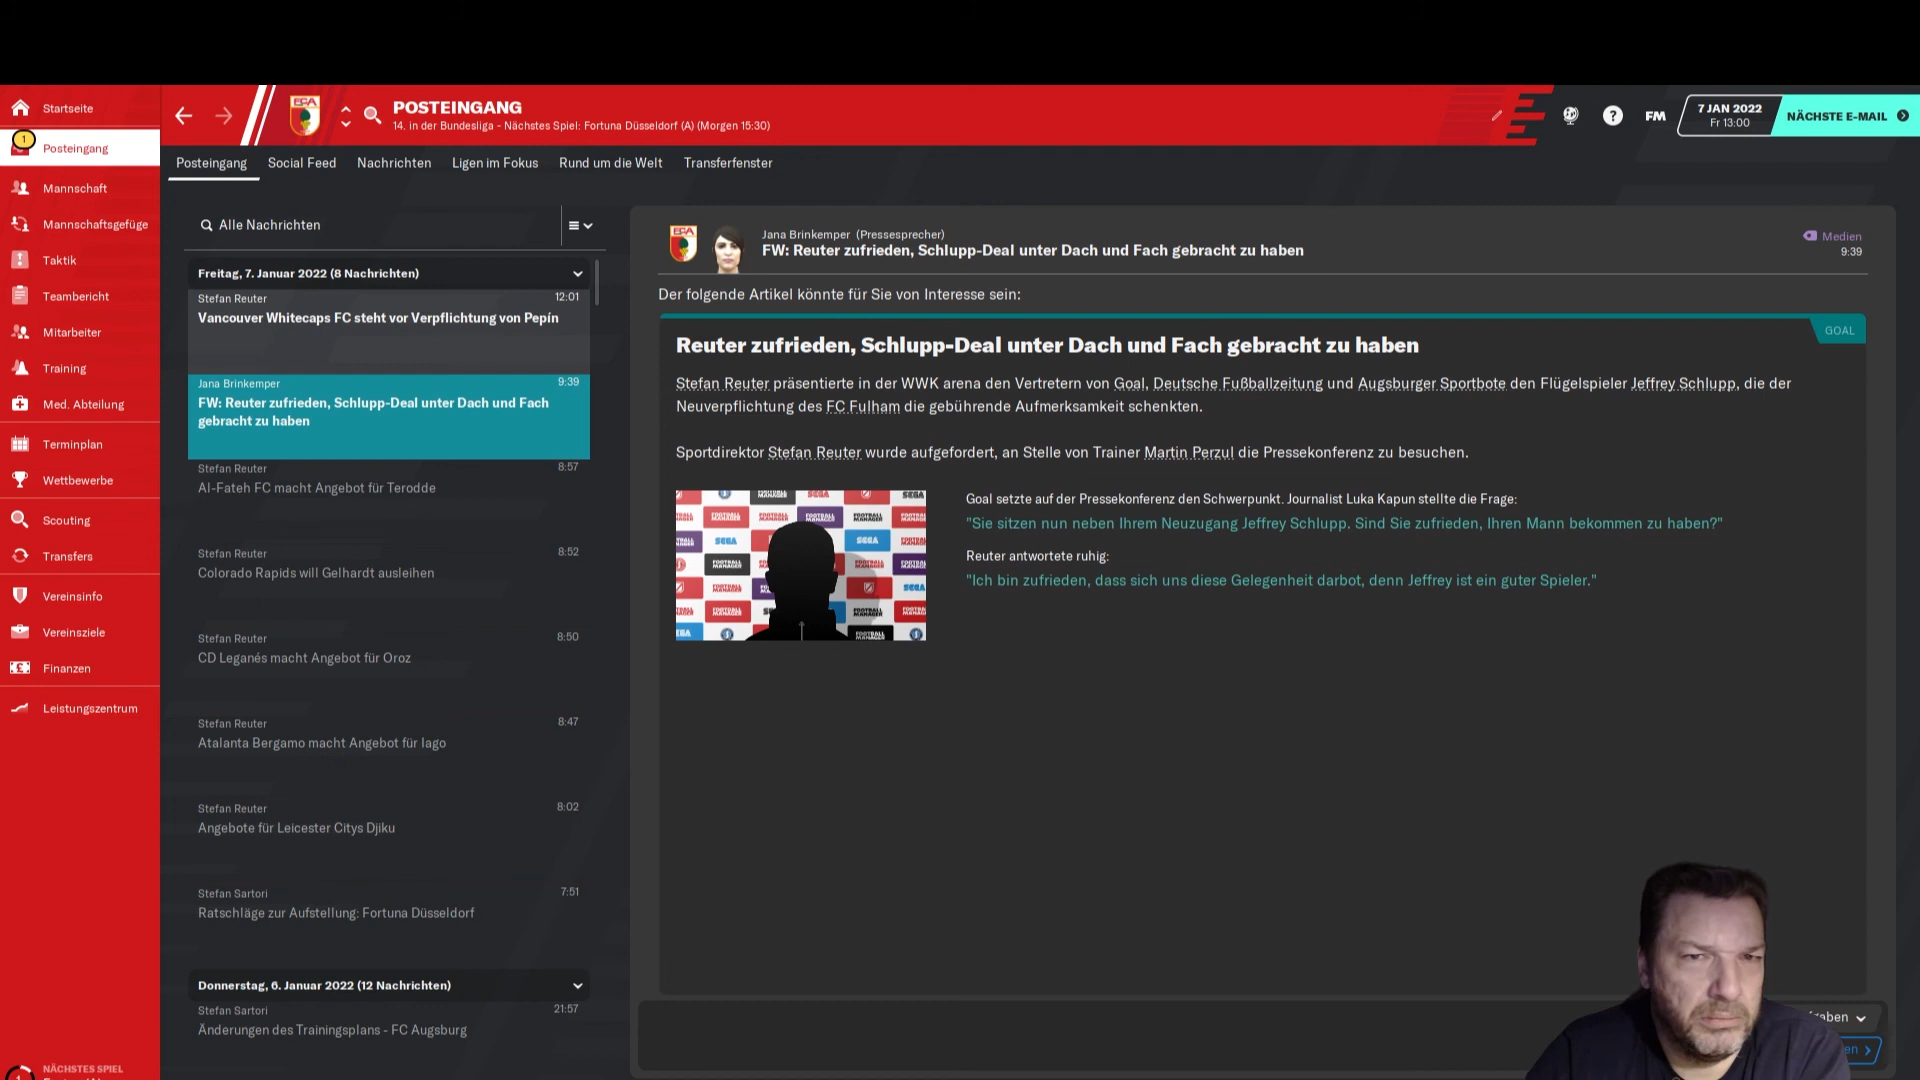 Startseite
1
Posteingang
Mannschaft
Mannschaftsgefüge
Taktik
Teambericht
Mitarbeiter
Training
Med. Abteilung
Terminplan
Wettbewerbe
Scouting
Transfers
Vereinsinfo
Vereinsziele
Finanzen
Leistungszentrum
NÄCHSTES SPIEL
POSTEINGANG
14. in der Bundesliga - Nächstes Spiel: Fortuna Düsseldorf (A) (Morgen 15:30)
FM
7 JAN 2022
Fr 13:00
NÄCHSTE E-MAIL
Posteingang Social Feed Nachrichten Ligen im Fokus Rund um die Welt Transferfenster
Alle Nachrichten
Freitag, 7. Januar 2022 (8 Nachrichten)
Stefan Reuter 12:01
Vancouver Whitecaps FC steht vor Verpflichtung von Pepín
Jana Brinkemper 9:39
FW: Reuter zufrieden, Schlupp-Deal unter Dach und Fach
gebracht zu haben
Stefan Reuter 8:57
Al-Fateh FC macht Angebot für Terodde
Stefan Reuter 8:52
Colorado Rapids will Gelhardt ausleihen
Stefan Reuter 8:50
CD Leganés macht Angebot für Oroz
Stefan Reuter 8:47
Atalanta Bergamo macht Angebot für Iago
Stefan Reuter 8:02
Angebote für Leicester Citys Djiku
Stefan Sartori 7:51
Ratschläge zur Aufstellung: Fortuna Düsseldorf
Donnerstag, 6. Januar 2022 (12 Nachrichten)
Stefan Sartori 21:57
Änderungen des Trainingsplans - FC Augsburg
Jana Brinkemper (Pressesprecher)
FW: Reuter zufrieden, Schlupp-Deal unter Dach und Fach gebracht zu haben
Medien
9:39
Der folgende Artikel könnte für Sie von Interesse sein:
GOAL
Reuter zufrieden, Schlupp-Deal unter Dach und Fach gebracht zu haben
Stefan Reuter präsentierte in der WWK arena den Vertretern von Goal, Deutsche Fußballzeitung und Augsburger Sportbote den Flügelspieler Jeffrey Schlupp, die der
Neuverpflichtung des FC Fulham die gebührende Aufmerksamkeit schenkten.
Sportdirektor Stefan Reuter wurde aufgefordert, an Stelle von Trainer Martin Perzul die Pressekonferenz zu besuchen.
Goal setzte auf der Pressekonferenz den Schwerpunkt. Journalist Luka Kapun stellte die Frage:
"Sie sitzen nun neben Ihrem Neuzugang Jeffrey Schlupp. Sind Sie zufrieden, Ihren Mann bekommen zu haben?"
Reuter antwortete ruhig:
"Ich bin zufrieden, dass sich uns diese Gelegenheit darbot, denn Jeffrey ist ein guter Spieler."